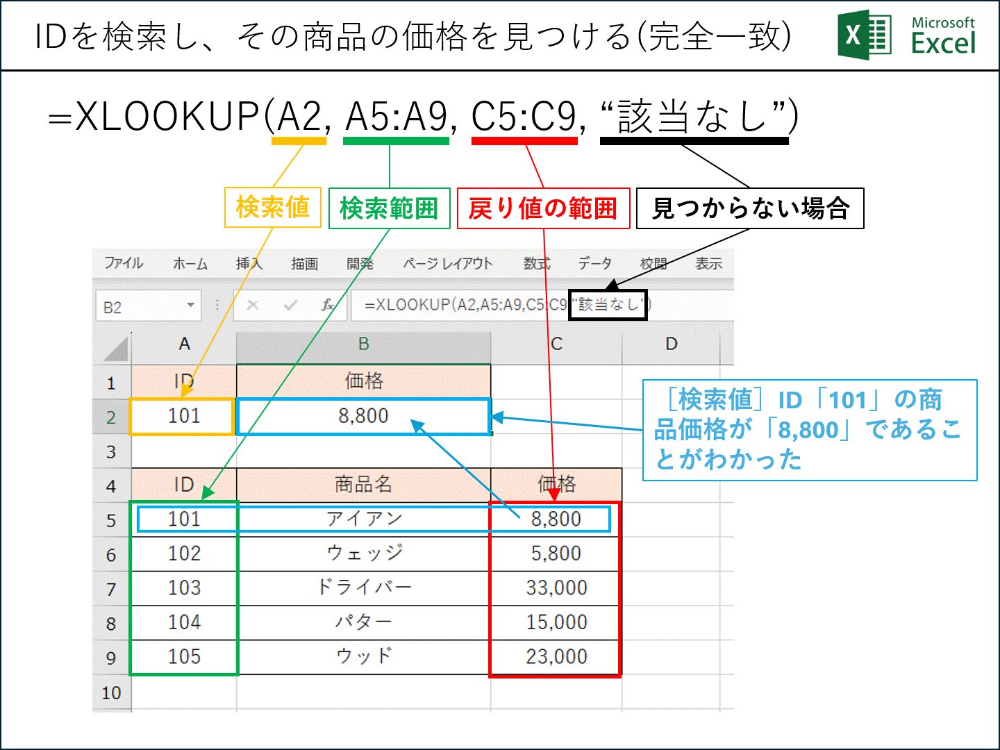 IDを検索し、その商品の価格を見つける(完全一致)
Microsoft
Excel
=XLOOKUP(A2, A5:A9, C5:C9, “該当なし”)
検索値 検索範囲 戻り値の範囲 見つからない場合
ファイル ホーム 挿入 描画 開発 ページ レイアウト 数式 データ 校閲 表示
B2 fx =XLOOKUP(A2,A5:A9,C5:C9,"該当なし")
A B C D
1 ID 価格
2 101 8,800
3
［検索値］ID「101」の商
品価格が「8,800」であるこ
とがわかった
4 ID 商品名 価格
5 101 アイアン 8,800
6 102 ウェッジ 5,800
7 103 ドライバー 33,000
8 104 パター 15,000
9 105 ウッド 23,000
10